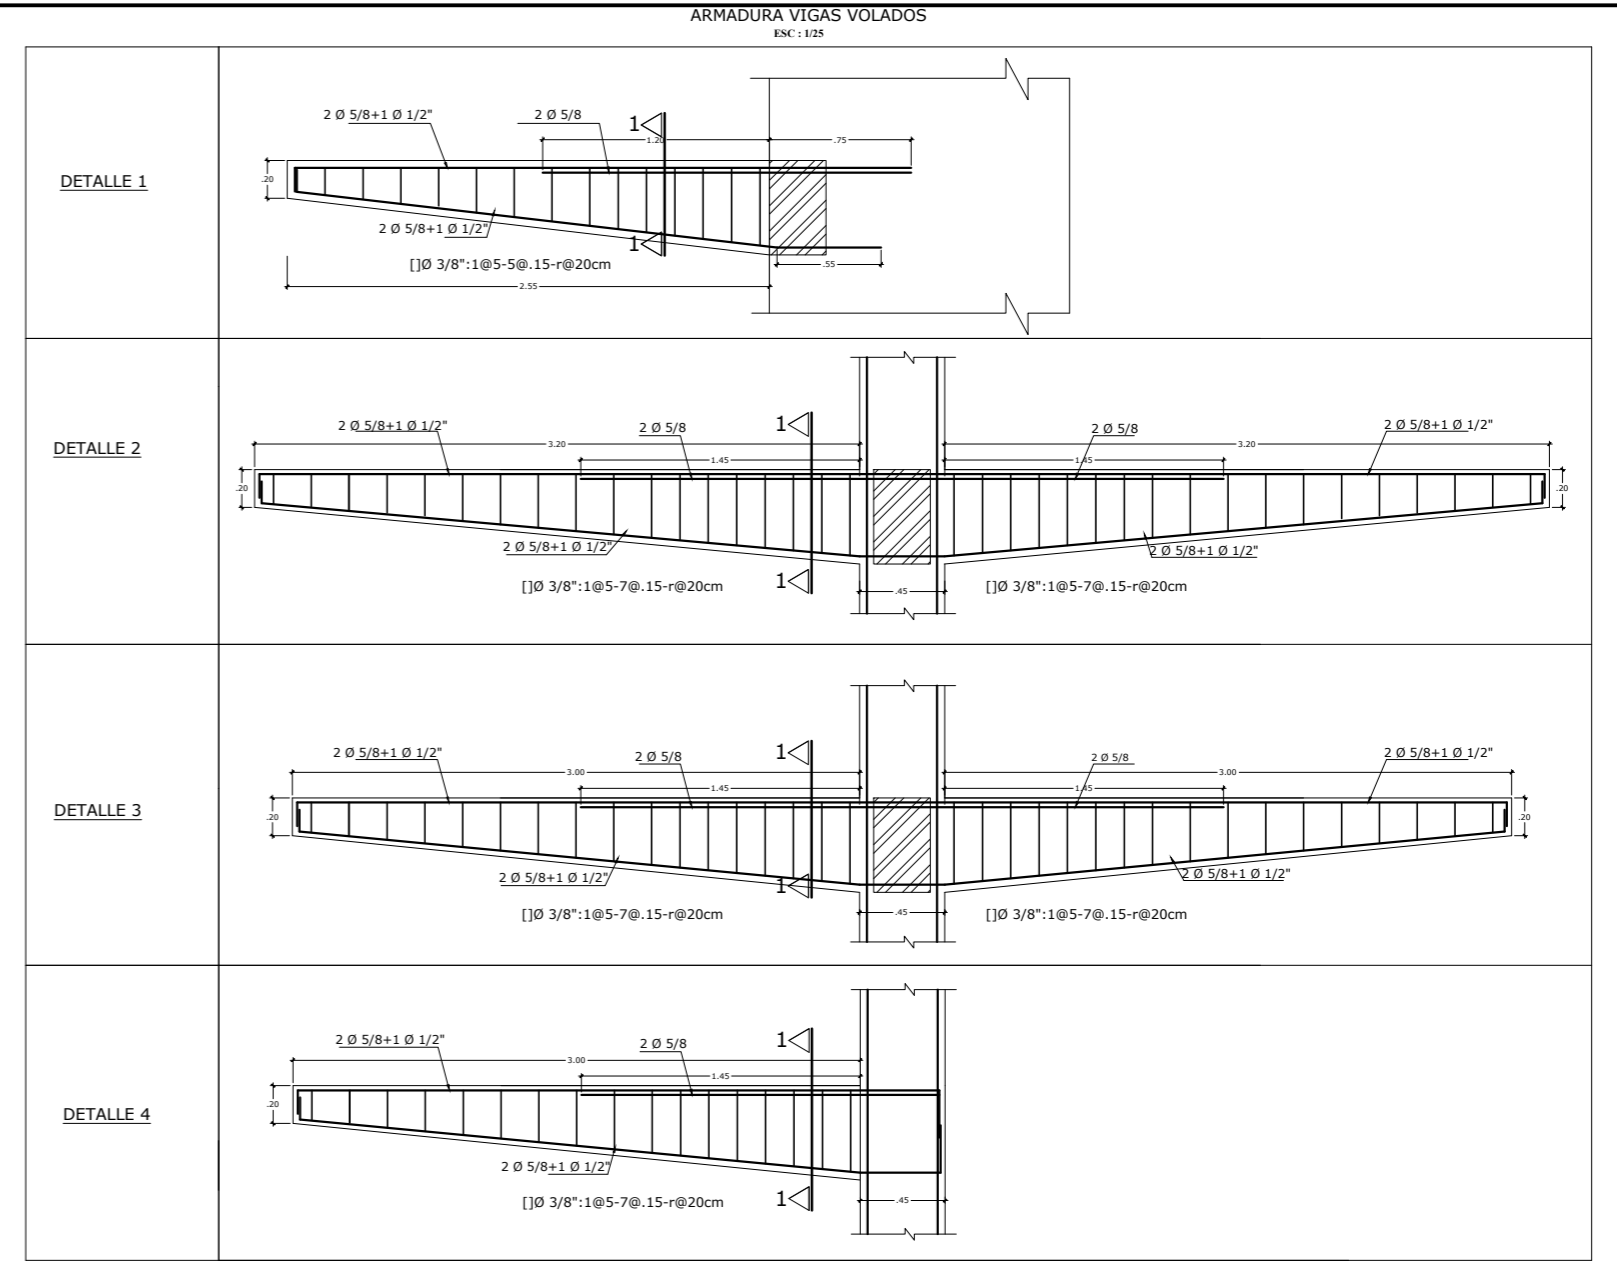 ARMADURA VIGAS VOLADOS
ESC : 1/25
DETALLE 1
2 Ø 5/8+1 Ø 1/2"
2 Ø 5/8
1
1.20
.75
.20
2 Ø 5/8+1 Ø 1/2"
1
[]Ø 3/8":1@5-5@.15-r@20cm
.55
2.55
DETALLE 2
2 Ø 5/8+1 Ø 1/2"
2 Ø 5/8
1
2 Ø 5/8
2 Ø 5/8+1 Ø 1/2"
3.20
3.20
1.45
1.45
.20
.20
2 Ø 5/8+1 Ø 1/2"
2 Ø 5/8+1 Ø 1/2"
[]Ø 3/8":1@5-7@.15-r@20cm
1
.45
[]Ø 3/8":1@5-7@.15-r@20cm
DETALLE 3
2 Ø 5/8+1 Ø 1/2"
2 Ø 5/8
1
2 Ø 5/8
2 Ø 5/8+1 Ø 1/2"
3.00
3.00
1.45
1.45
.20
.20
2 Ø 5/8+1 Ø 1/2"
1
2 Ø 5/8+1 Ø 1/2"
[]Ø 3/8":1@5-7@.15-r@20cm
.45
[]Ø 3/8":1@5-7@.15-r@20cm
DETALLE 4
2 Ø 5/8+1 Ø 1/2"
2 Ø 5/8
1
3.00
1.45
.20
2 Ø 5/8+1 Ø 1/2"
[]Ø 3/8":1@5-7@.15-r@20cm
1
.45